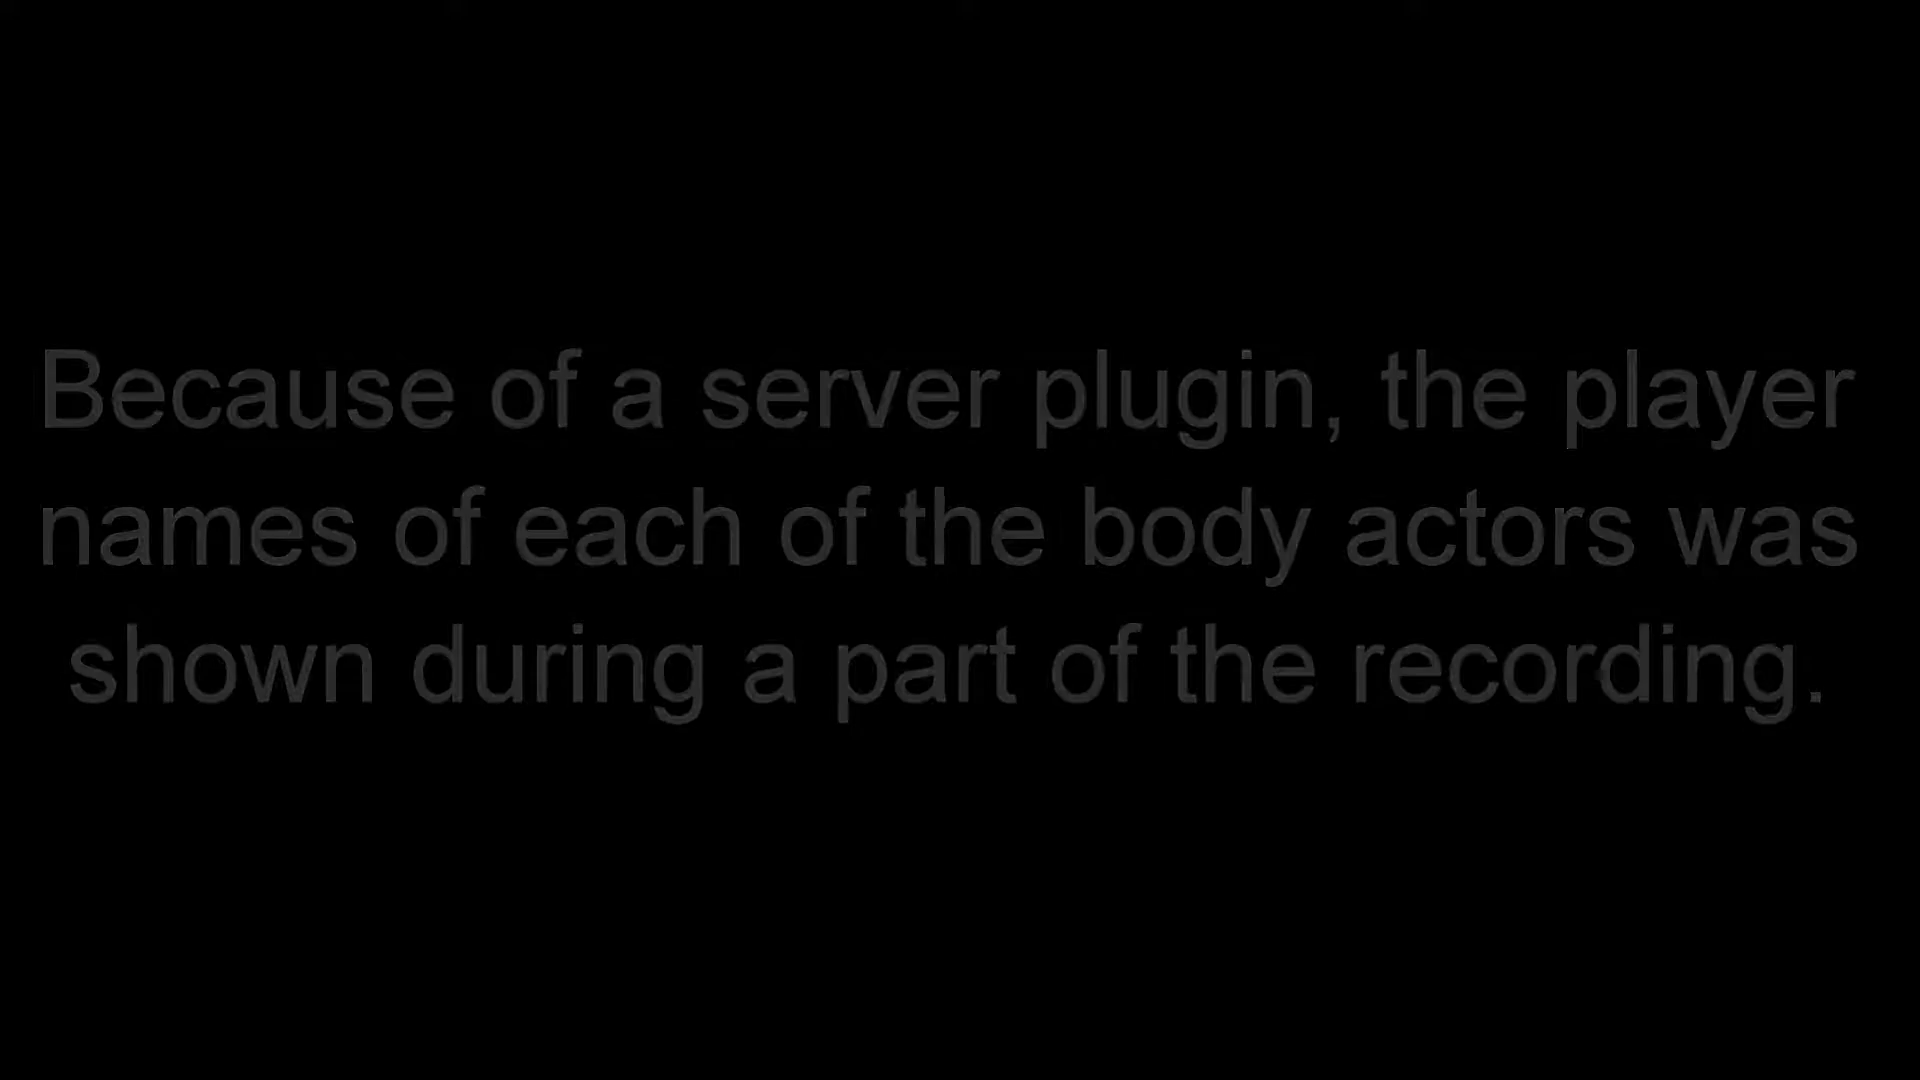 Because of a server plugin, the player
names of each of the body actors was
shown during a part of the recording.